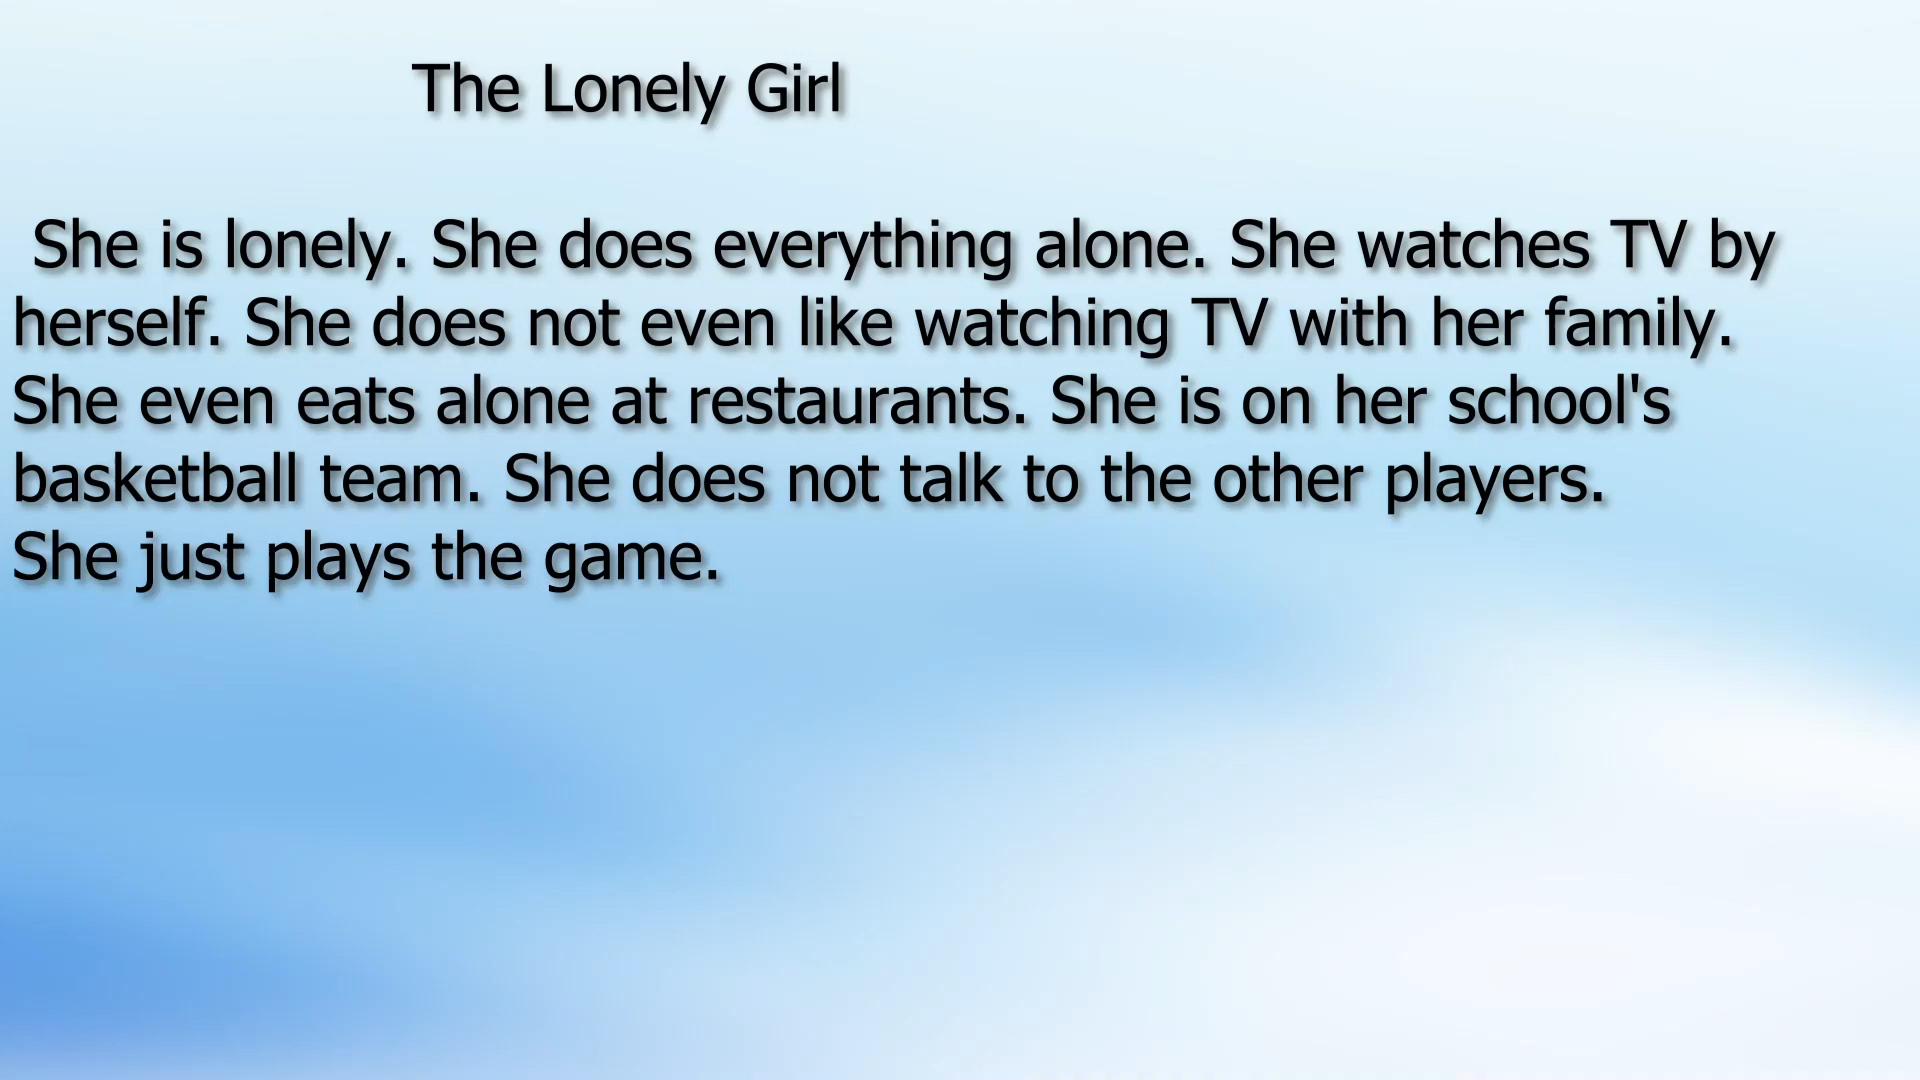 The Lonely Girl
She is lonely. She does everything alone. She watches TV by
herself. She does not even like watching TV with her family.
She even eats alone at restaurants. She is on her school's
basketball team. She does not talk to the other players.
She just plays the game.